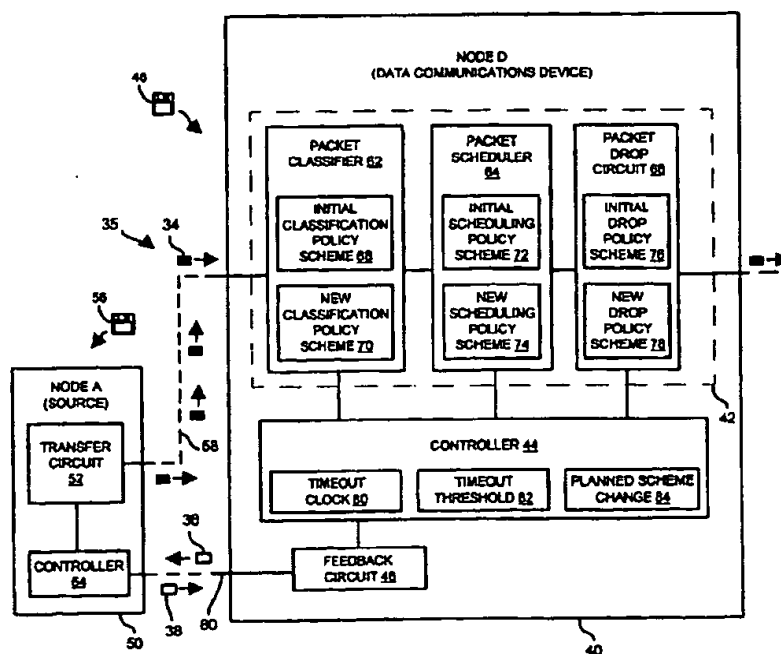 NODE D
(DATA COMMUNICATIONS DEVICE)
46
PACKET
CLASSIFIER 62
PACKET
SCHEDULER 64
PACKET
DROP
CIRCUIT 66
INITIAL
CLASSIFICATION
POLICY
SCHEME 68
INITIAL
SCHEDULING
POLICY
SCHEME 72
INITIAL
DROP
POLICY
SCHEME 76
35
34
NEW
CLASSIFICATION
POLICY
SCHEME 70
NEW
SCHEDULING
POLICY
SCHEME 74
NEW
DROP
POLICY
SCHEME 78
56
NODE A
(SOURCE)
42
TRANSFER
CIRCUIT
52
58
CONTROLLER 44
TIMEOUT
CLOCK 80
TIMEOUT
THRESHOLD 82
PLANNED SCHEME
CHANGE 84
CONTROLLER
54
38
FEEDBACK
CIRCUIT 48
38
60
50
40